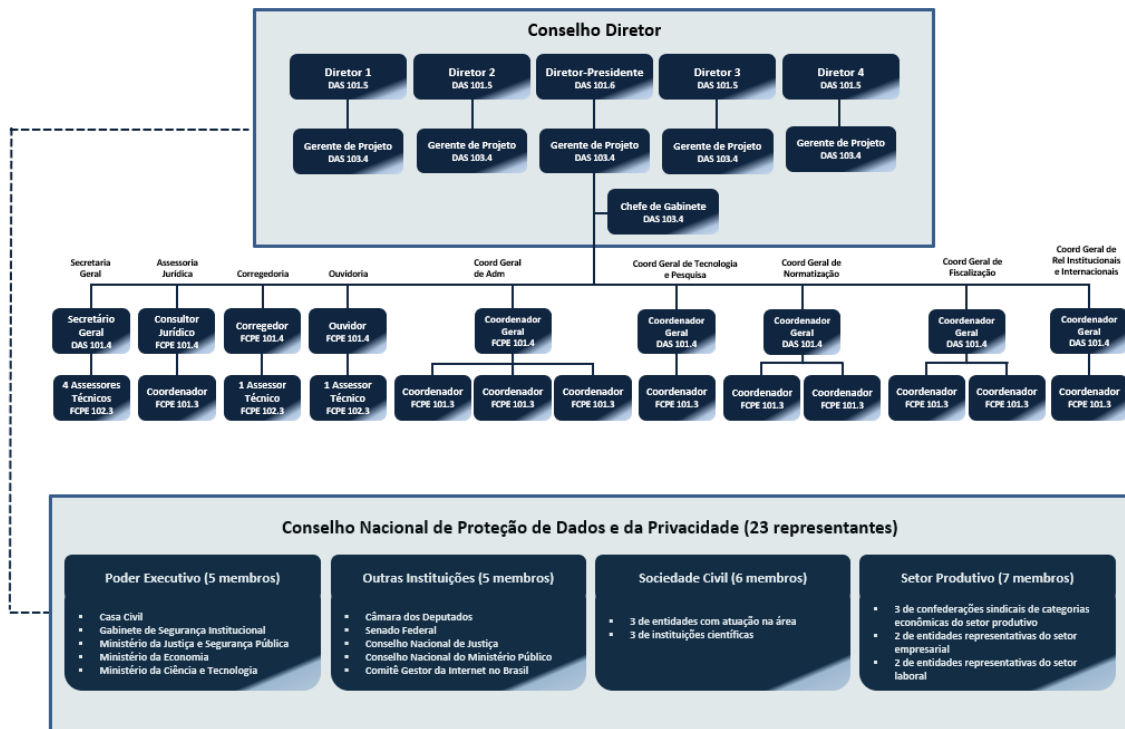 Conselho Diretor
Diretor 1
DAS 101.5
Diretor 2
DAS 101.5
Diretor-Presidente
DAS 101.6
Diretor 3
DAS 101.5
Diretor 4
DAS 101.5
Gerente de Projeto
DAS 103.4
Gerente de Projeto
DAS 103.4
Gerente de Projeto
DAS 103.4
Gerente de Projeto
DAS 103.4
Gerente de Projeto
DAS 103.4
Chefe de Gabinete
DAS 103.4
Secretaria
Geral
Assessoria
Jurídica
Corregedoria
Ouvidoria
Coord Geral
de Adm
Coord Geral de Tecnologia
e Pesquisa
Coord Geral de
Normatização
Coord Geral de
Fiscalização
Coord Geral de
Rel Institucionais
e Internacionais
Secretário
Geral
DAS 101.4
Consultor
Jurídico
FCPE 101.4
Corregedor
FCPE 101.4
Ouvidor
FCPE 101.4
Coordenador
Geral
FCPE 101.4
Coordenador
Geral
DAS 101.4
Coordenador
Geral
DAS 101.4
Coordenador
Geral
DAS 101.4
Coordenador
Geral
DAS 101.4
4 Assessores
Técnicos
FCPE 102.3
Coordenador
FCPE 101.3
1 Assessor
Técnico
FCPE 102.3
1 Assessor
Técnico
FCPE 102.3
Coordenador
FCPE 101.3
Coordenador
FCPE 101.3
Coordenador
FCPE 101.3
Coordenador
FCPE 101.3
Coordenador
FCPE 101.3
Coordenador
FCPE 101.3
Coordenador
FCPE 101.3
Coordenador
FCPE 101.3
Coordenador
FCPE 101.3
Conselho Nacional de Proteção de Dados e da Privacidade (23 representantes)
Poder Executivo (5 membros)
▪ Casa Civil
▪ Gabinete de Segurança Institucional
▪ Ministério da Justiça e Segurança Pública
▪ Ministério da Economia
▪ Ministério da Ciência e Tecnologia
Outras Instituições (5 membros)
▪ Câmara dos Deputados
▪ Senado Federal
▪ Conselho Nacional de Justiça
▪ Conselho Nacional do Ministério Público
▪ Comitê Gestor da Internet no Brasil
Sociedade Civil (6 membros)
▪ 3 de entidades com atuação na área
▪ 3 de instituições científicas
Setor Produtivo (7 membros)
▪ 3 de confederações sindicais de categorias
econômicas do setor produtivo
▪ 2 de entidades representativas do setor
empresarial
▪ 2 de entidades representativas do setor
laboral